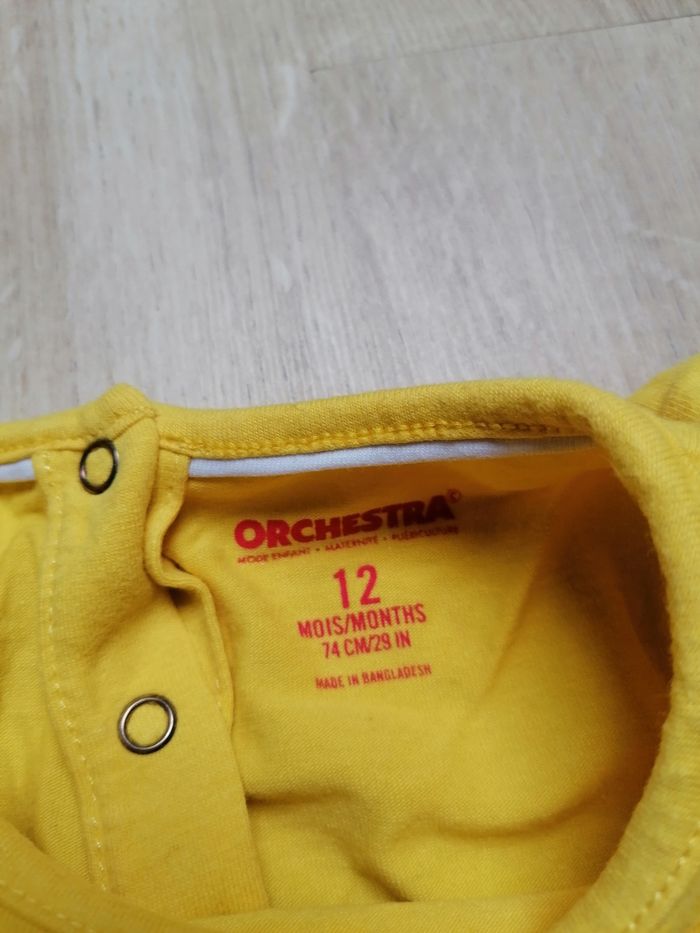 ORCHESTRA©
MODE ENFANT • MATERNITÉ • PUÉRICULTURE
12
MOIS/MONTHS
74 CM/29 IN
MADE IN BANGLADESH